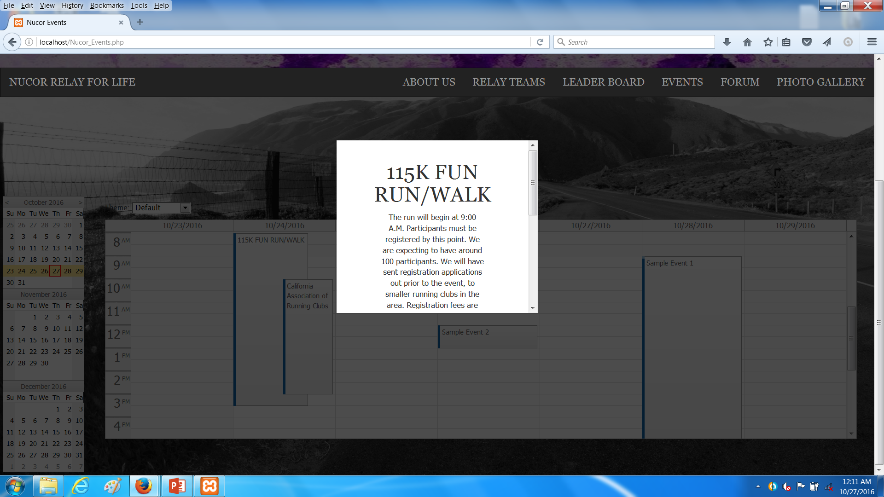 File Edit View History Bookmarks Tools Help
Nucor Events
localhost/Nucor_Events.php
Search
NUCOR RELAY FOR LIFE ABOUT US RELAY TEAMS LEADER BOARD EVENTS FORUM PHOTO GALLERY
115K FUN
RUN/WALK
The run will begin at 9:00
A.M. Participants must be
registered by this point. We
are expecting to have around
100 participants. We will have
sent registration applications
out prior to the event, to
smaller running clubs in the
area. Registration fees are
October 2016
Su Mo Tu We Th Fr Sa
25 26 27 28 29 30 1
2 3 4 5 6 7 8
9 10 11 12 13 14 15
16 17 18 19 20 21 22
23 24 25 26 27 28 29
30 31
November 2016
Su Mo Tu We Th Fr Sa
1 2 3 4 5
6 7 8 9 10 11 12
13 14 15 16 17 18 19
20 21 22 23 24 25 26
27 28 29 30
December 2016
Su Mo Tu We Th Fr Sa
1 2 3
4 5 6 7 8 9 10
11 12 13 14 15 16 17
18 19 20 21 22 23 24
25 26 27 28 29 30 31
Default
10/23/2016 10/24/2016 10/27/2016 10/28/2016 10/29/2016
8 AM
9 AM
10 AM
11 AM
12 PM
1 PM
2 PM
3 PM
4 PM
115K FUN RUN/WALK
California
Association of
Running Clubs
Sample Event 2
Sample Event 1
12:11 AM
10/27/2016